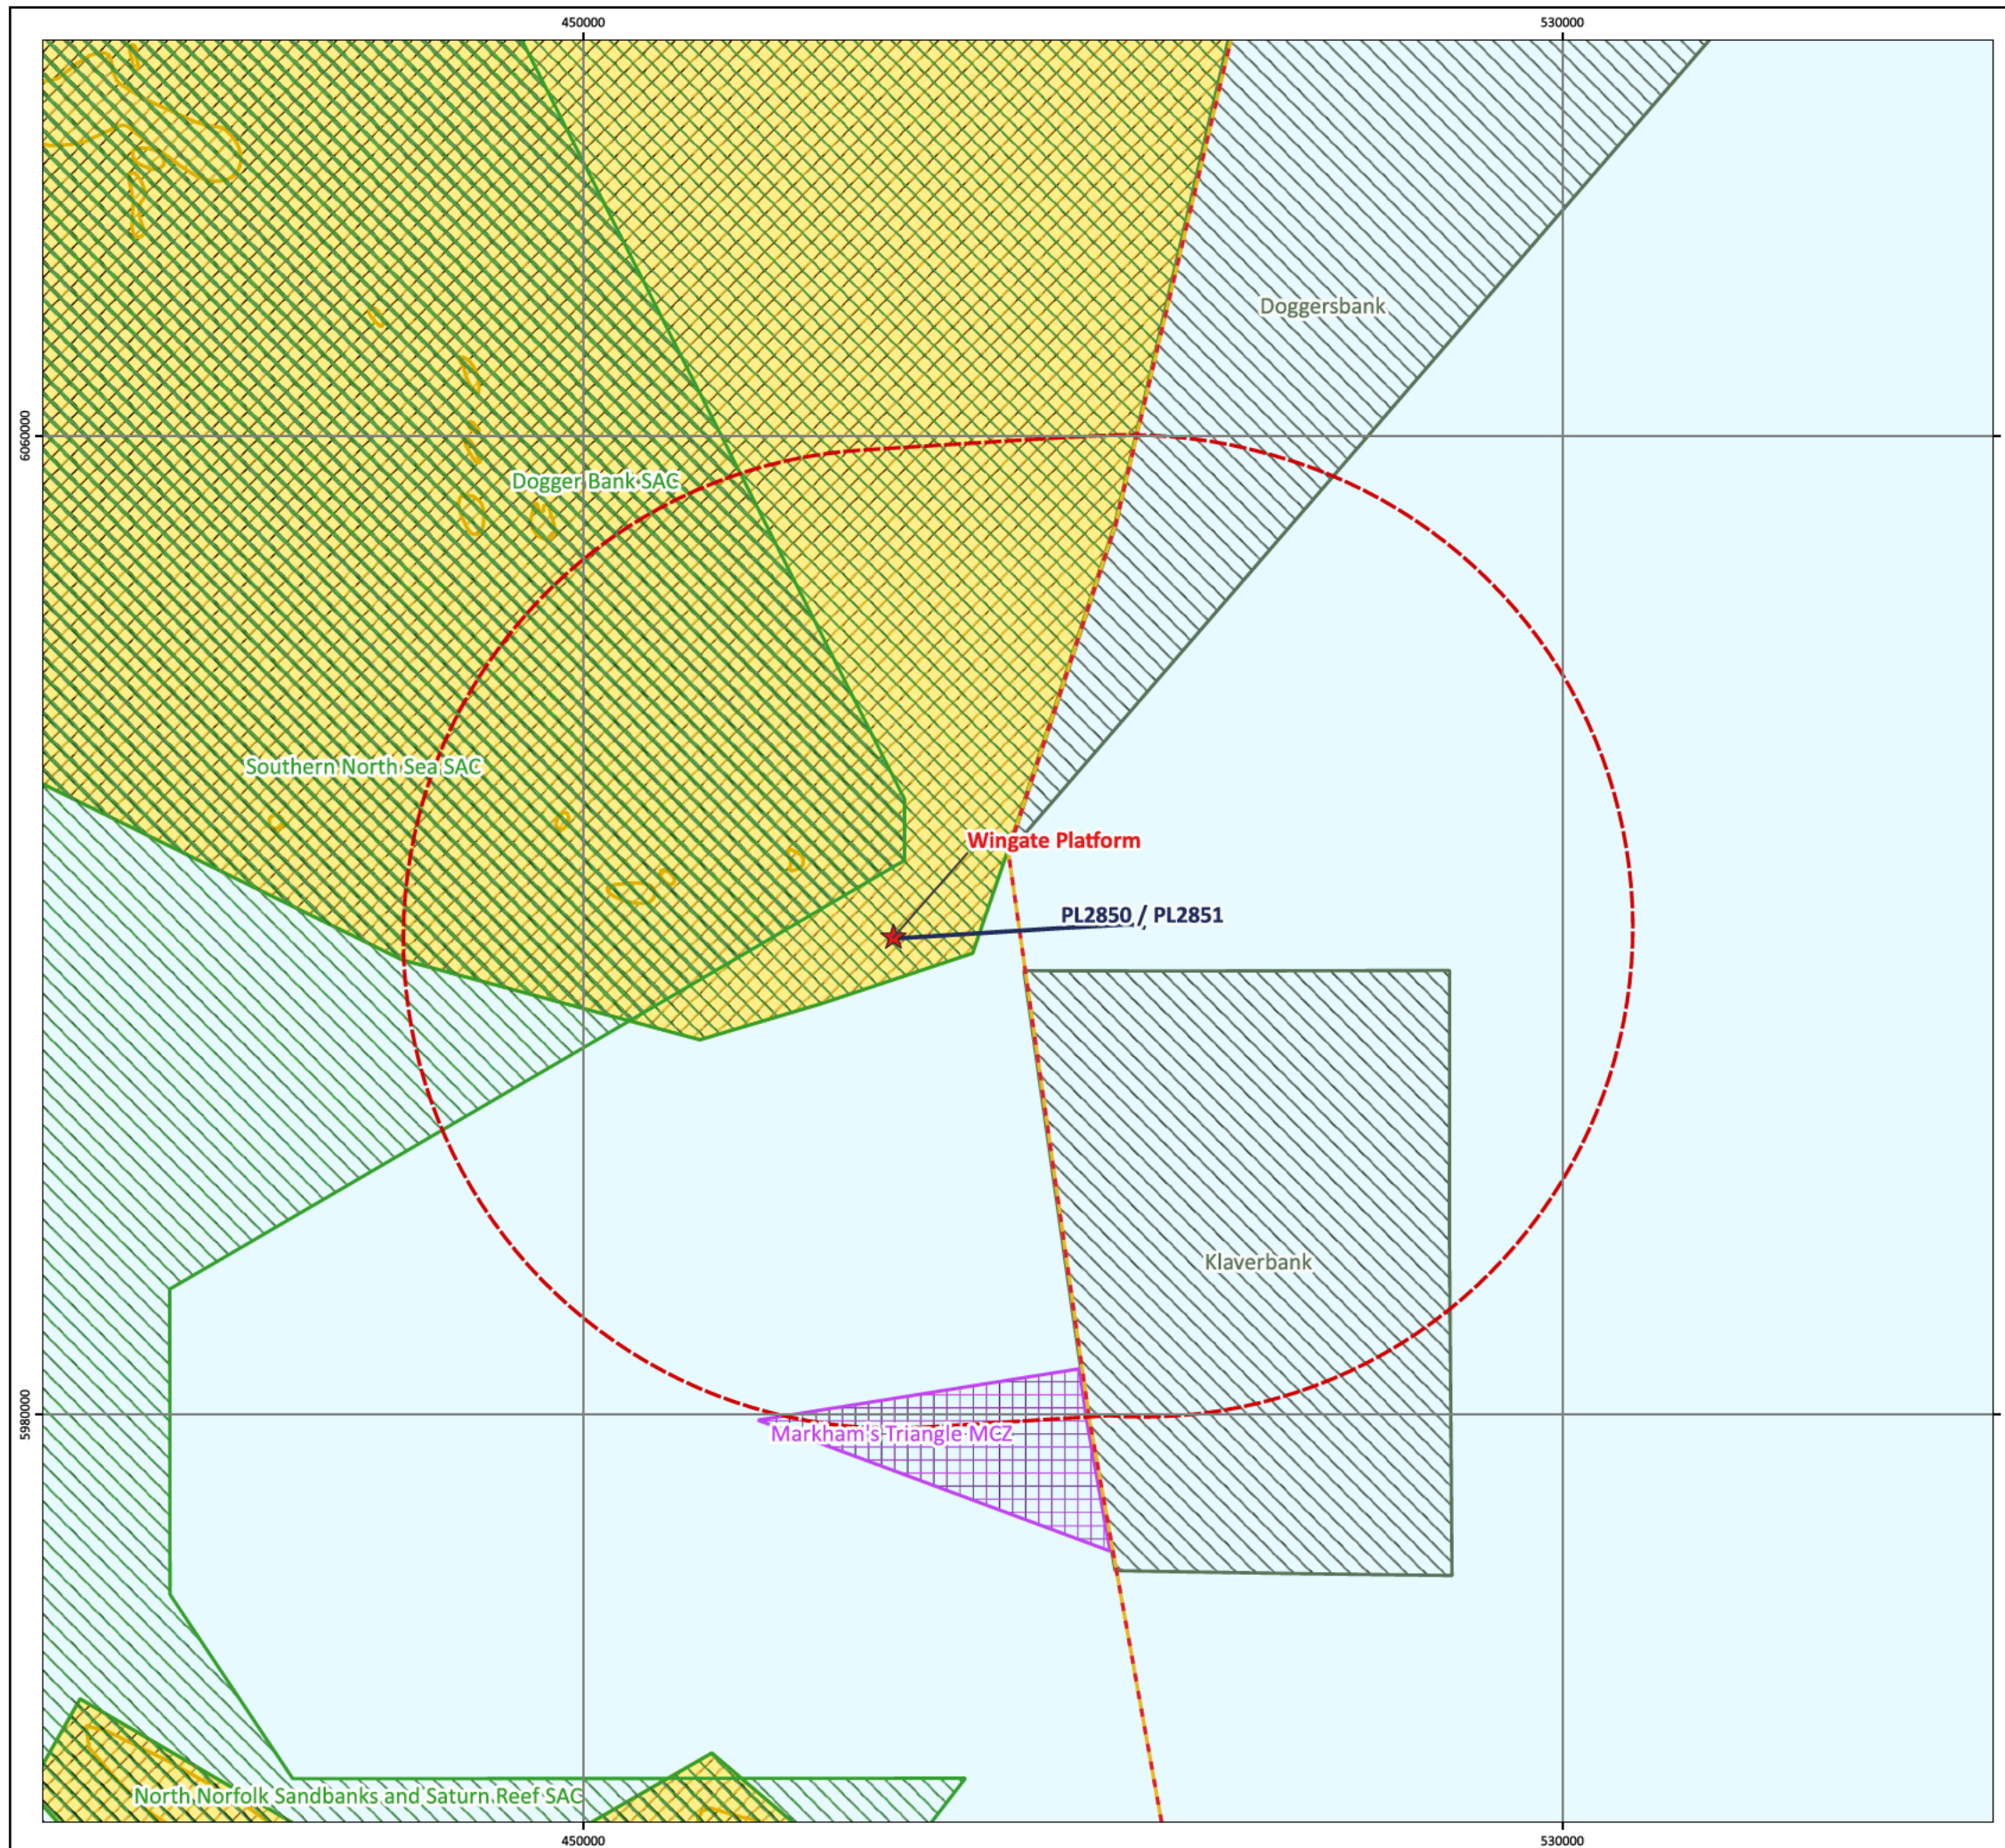 450000 530000
Doggersbank
6060000
Dogger Bank SAC
Southern North Sea SAC
Wingate Platform
PL2850 / PL2851
Klaverbank
5980000
Markham's Triangle MCZ
North Norfolk Sandbanks and Saturn Reef SAC
450000 530000